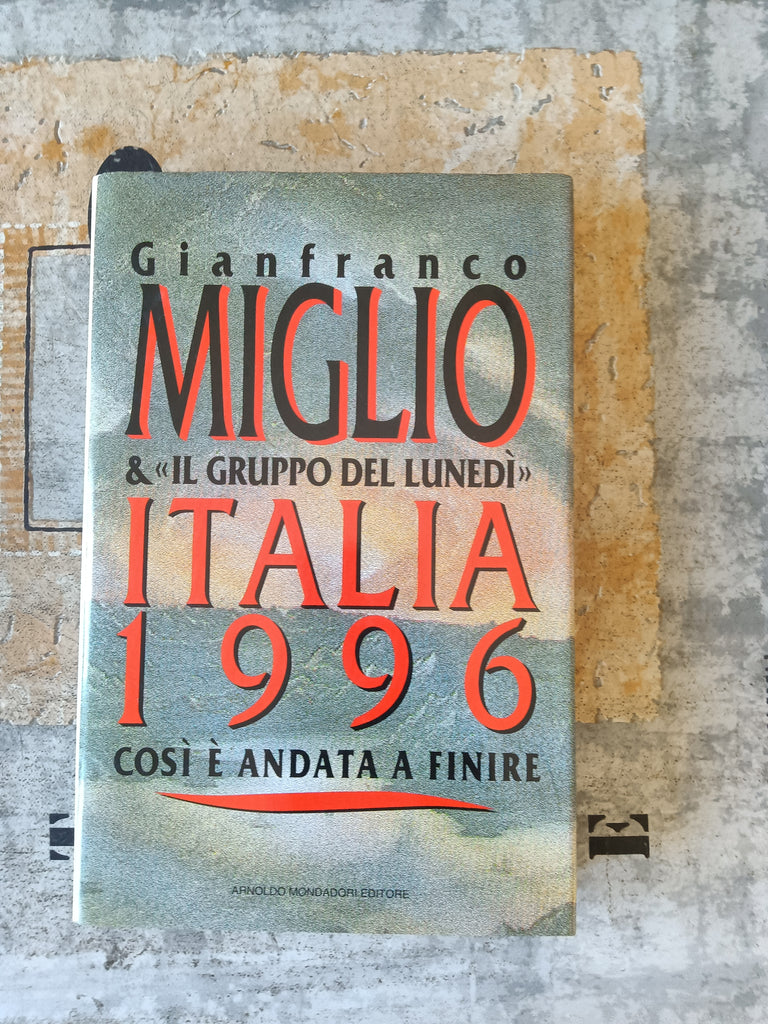 Gianfranco
MIGLIO
& «IL GRUPPO DEL LUNEDÌ»
ITALIA
1996
COSÌ È ANDATA A FINIRE
ARNOLDO MONDADORI EDITORE